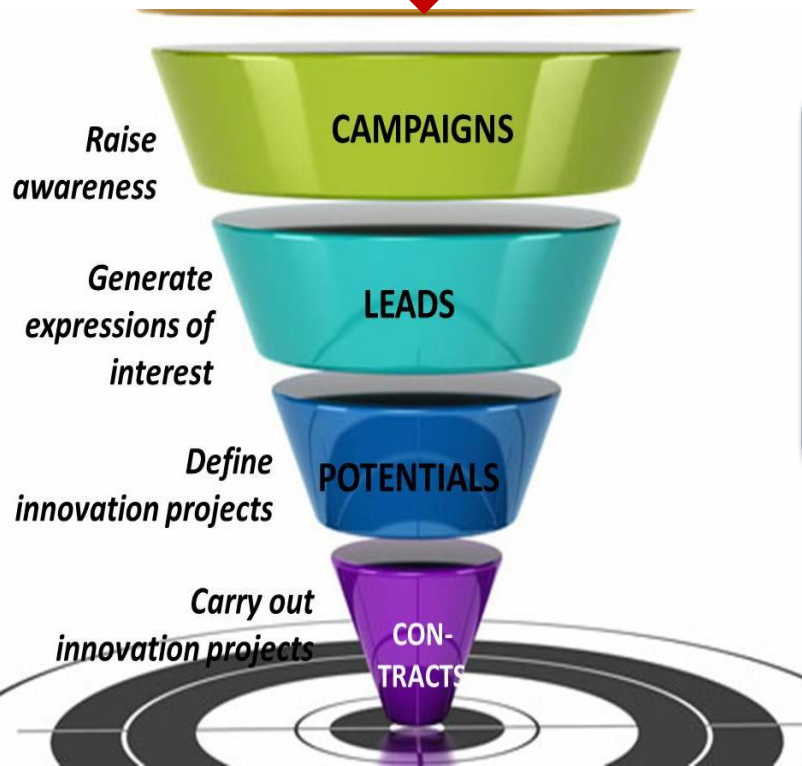 Raise
awareness
CAMPAIGNS
Generate
expressions of
interest
LEADS
Define
innovation projects
POTENTIALS
Carry out
innovation projects
CON-
TRACTS